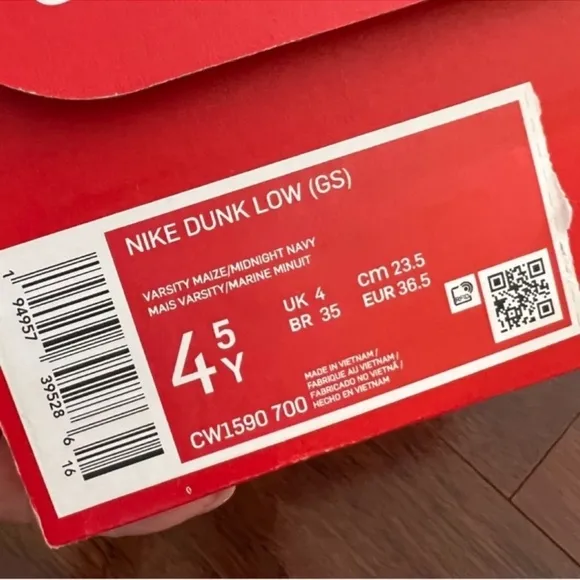 NIKE DUNK LOW (GS)
VARSITY MAIZE/MIDNIGHT NAVY
MAIS VARSITY/MARINE MINUIT
4 5 Y
UK 4
BR 35
cm 23.5
EUR 36.5
MADE IN VIETNAM /
FABRIQUE AU VIETNAM /
FABRICADO NO VIETNÃ /
HECHO EN VIETNAM
CW1590 700
1 94957 39528 6 16
0